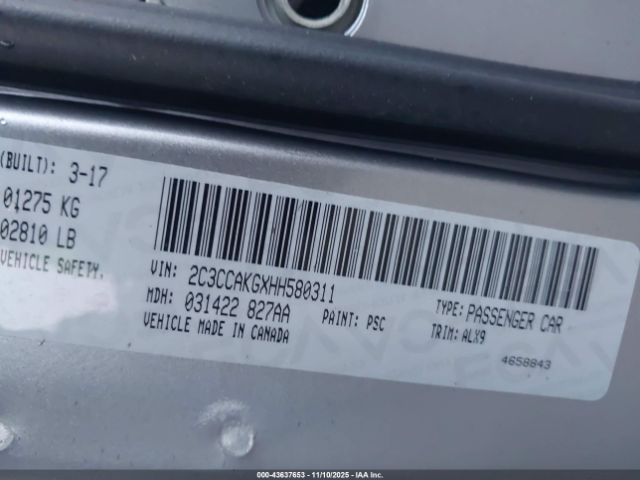 (BUILT): 3-17
01275 KG
02810 LB
VEHICLE SAFETY.
VIN: 2C3CCAKGXHH580311
MDH: 031422 827AA PAINT: PSC
VEHICLE MADE IN CANADA
TYPE: PASSENGER CAR
TRIM: ALX9
4658843
000-43637653 - 11/10/2025 - IAA Inc.